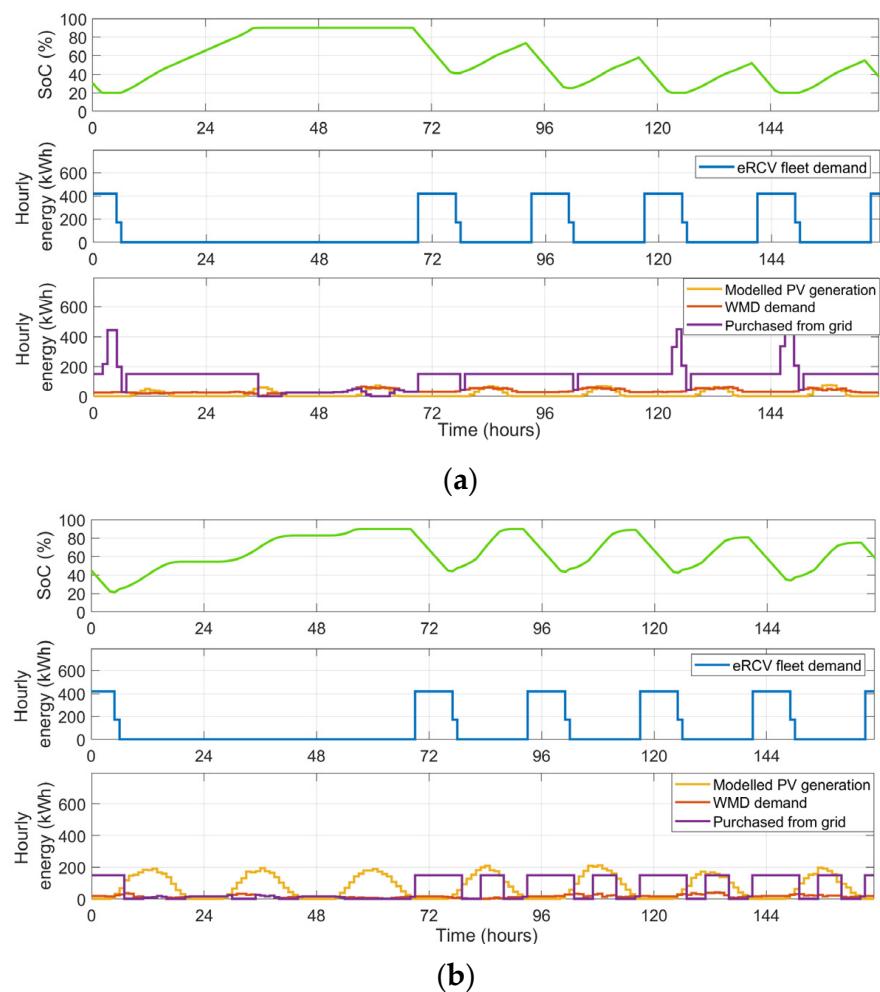 100
80
60
40
20
0
SoC (%)
0 24 48 72 96 120 144
600
400
200
0
Hourly
energy (kWh)
eRCV fleet demand
0 24 48 72 96 120 144
600
400
200
0
Hourly
energy (kWh)
Modelled PV generation
WMD demand
Purchased from grid
0 24 48 72 96 120 144
Time (hours)
(a)
100
80
60
40
20
0
SoC (%)
0 24 48 72 96 120 144
600
400
200
0
Hourly
energy (kWh)
eRCV fleet demand
0 24 48 72 96 120 144
600
400
200
0
Hourly
energy (kWh)
Modelled PV generation
WMD demand
Purchased from grid
0 24 48 72 96 120 144
Time (hours)
(b)